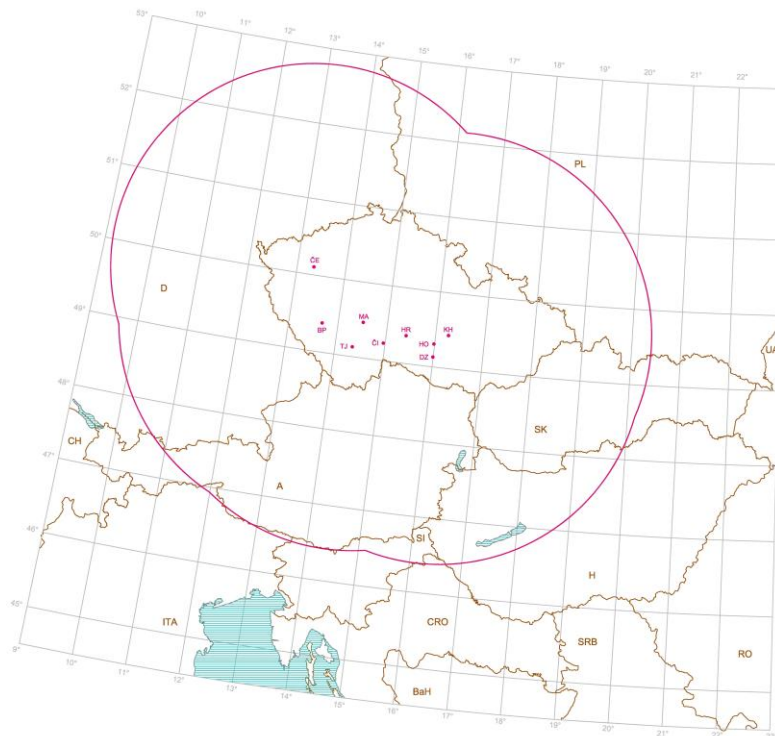 53°
9°
10°
11°
12°
13°
14°
15°
16°
17°
18°
19°
20°
21°
22°
52°
51°
50°
49°
48°
47°
46°
45°
PL
D
ČE
BP
MA
TJ
ČI
HR
HO
KH
DZ
UA
CH
SK
A
SI
H
ITA
CRO
SRB
RO
BaH
9°
10°
11°
12°
13°
14°
15°
16°
17°
18°
19°
20°
21°
22°
23°